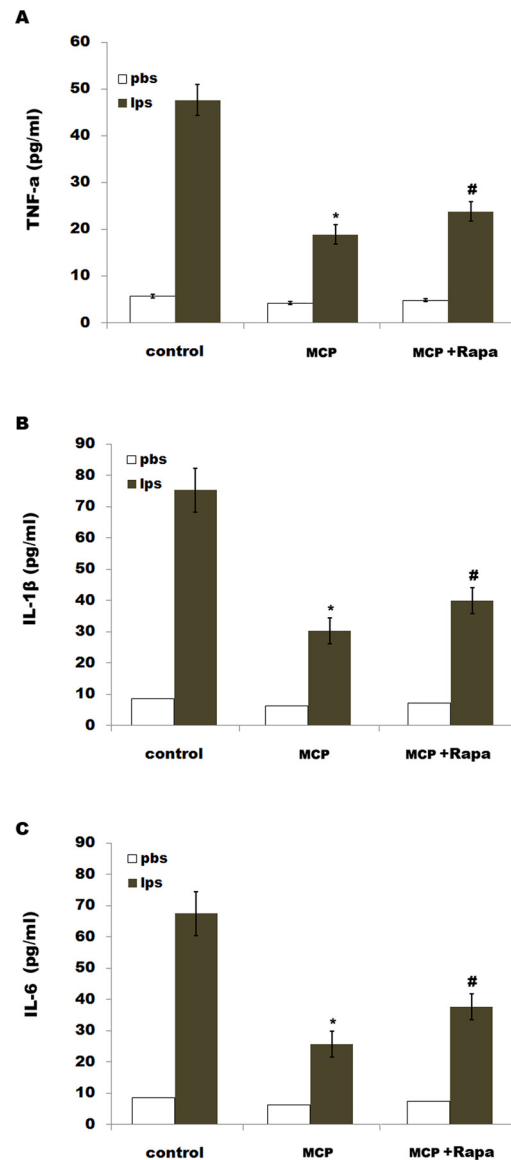 A
TNF-a (pg/ml)
60
50
40
30
20
10
0
pbs
lps
*
#
control MCP MCP +Rapa
B
IL-1β (pg/ml)
90
80
70
60
50
40
30
20
10
0
pbs
lps
*
#
control MCP MCP +Rapa
C
IL-6 (pg/ml)
90
80
70
60
50
40
30
20
10
0
pbs
lps
*
#
control MCP MCP +Rapa